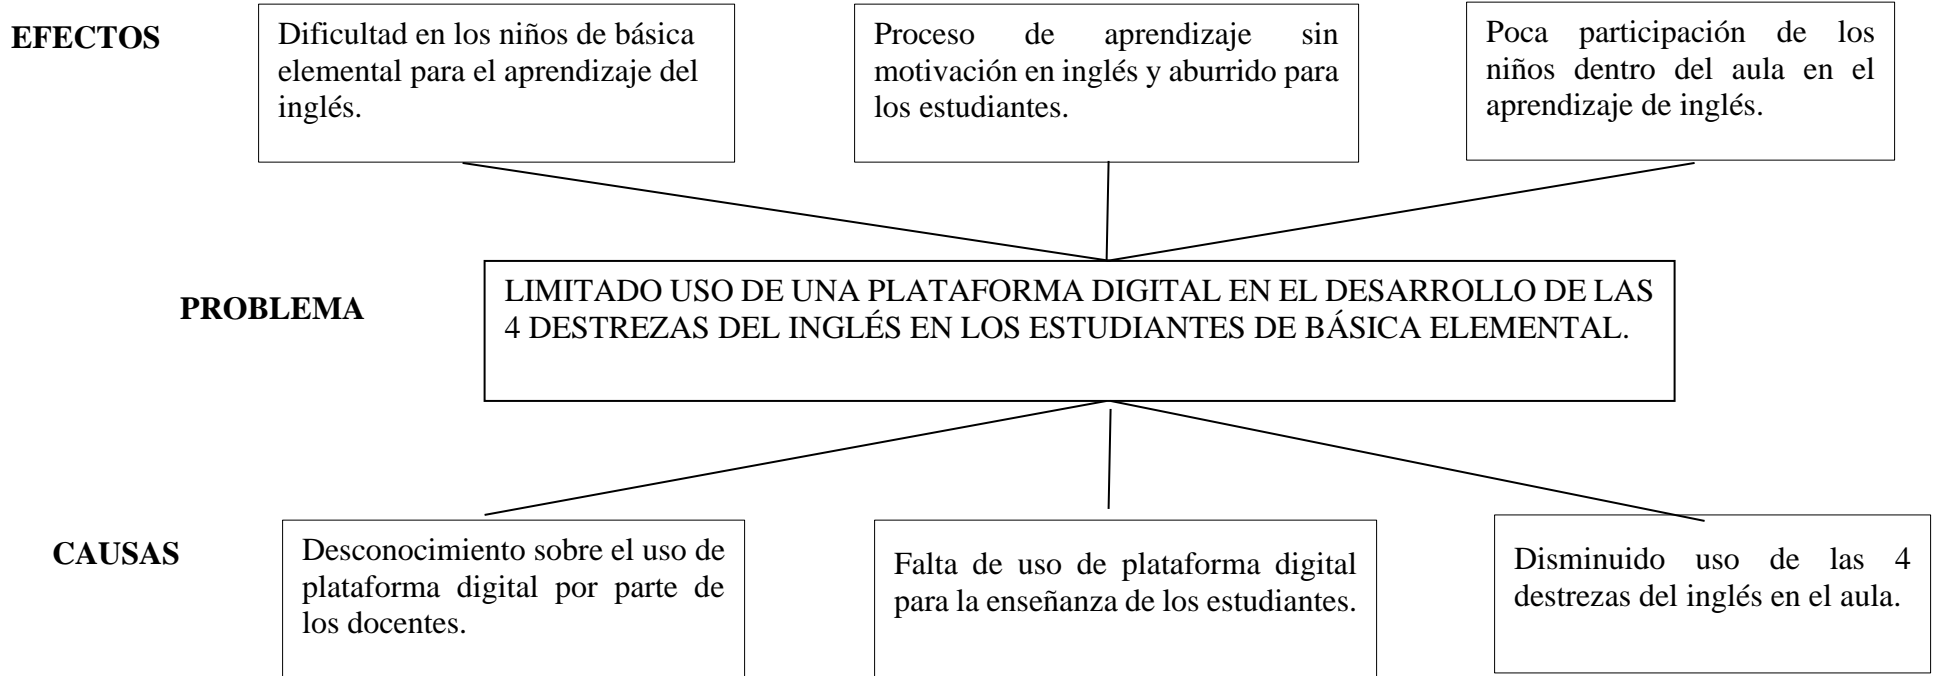 EFECTOS
Dificultad en los niños de básica
elemental para el aprendizaje del
inglés.
Proceso de aprendizaje sin
motivación en inglés y aburrido para
los estudiantes.
Poca participación de los
niños dentro del aula en el
aprendizaje de inglés.
PROBLEMA
LIMITADO USO DE UNA PLATAFORMA DIGITAL EN EL DESARROLLO DE LAS
4 DESTREZAS DEL INGLÉS EN LOS ESTUDIANTES DE BÁSICA ELEMENTAL.
CAUSAS
Desconocimiento sobre el uso de
plataforma digital por parte de
los docentes.
Falta de uso de plataforma digital
para la enseñanza de los estudiantes.
Disminuido uso de las 4
destrezas del inglés en el aula.